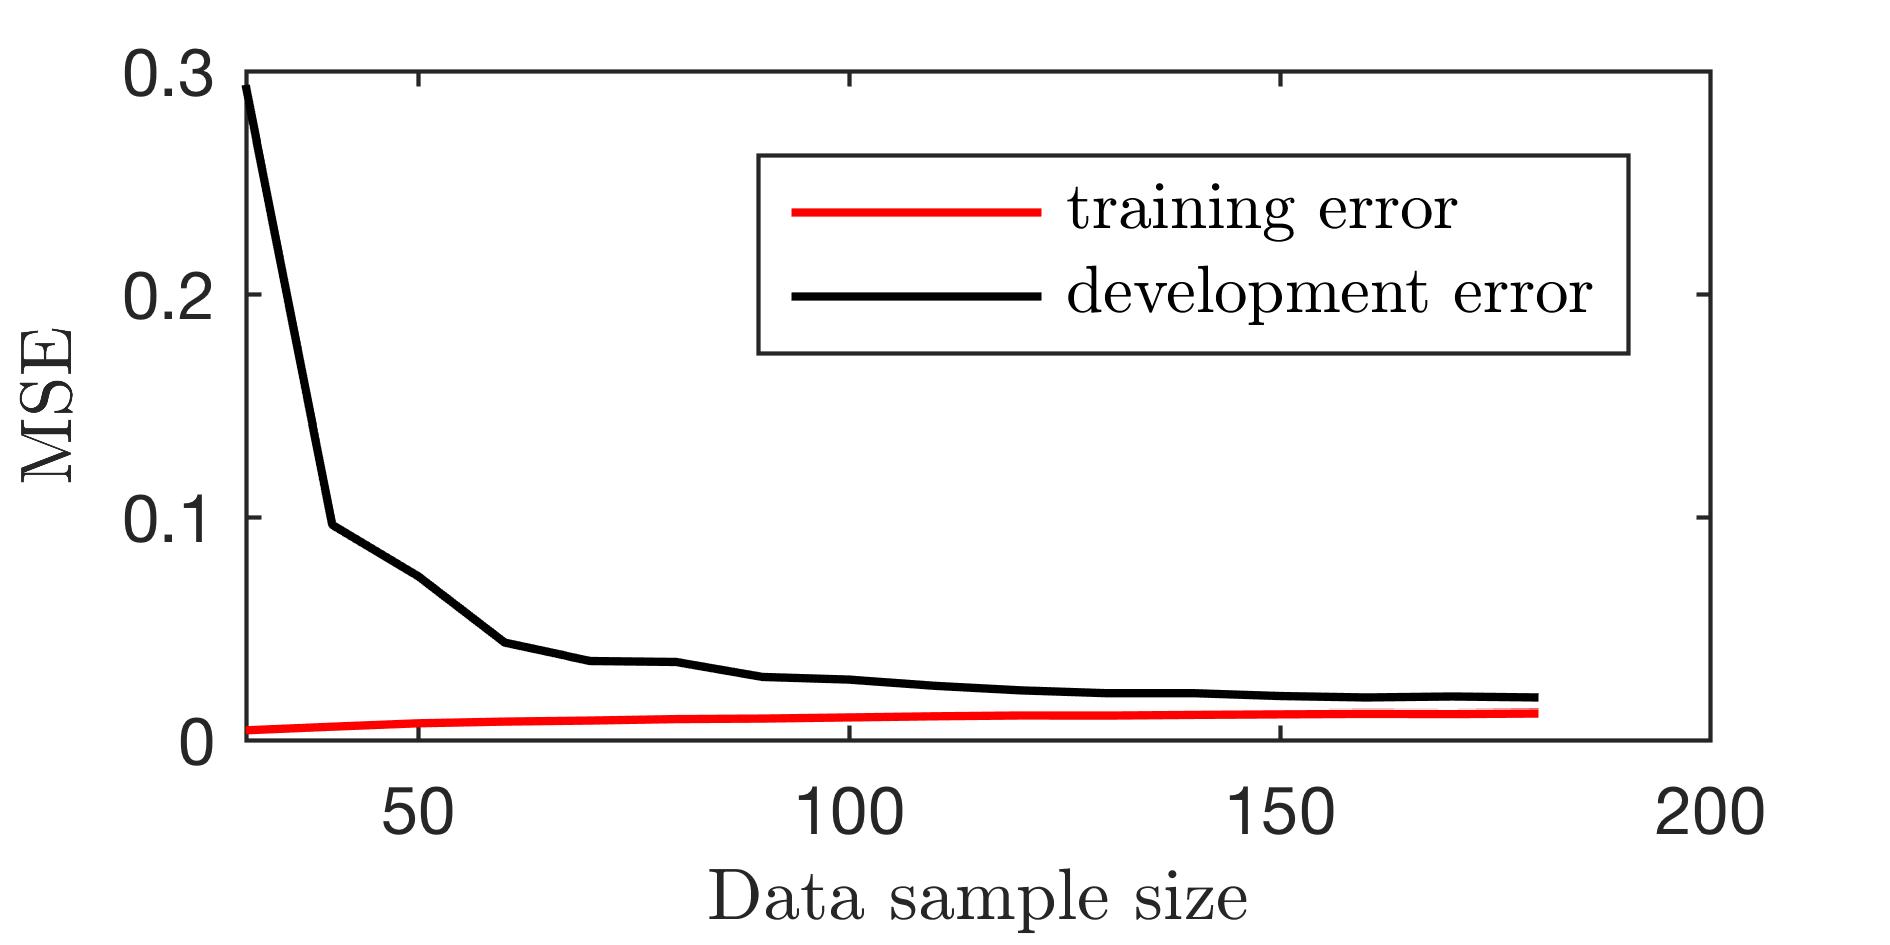 0.3
0.2
0.1
0
MSE
training error
development error
50 100 150 200
Data sample size